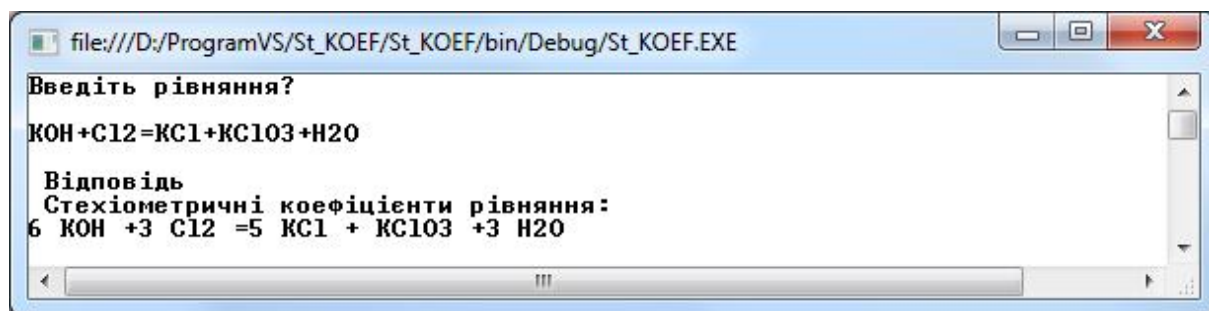 file:///D:/ProgramVS/St_KOEF/St_KOEF/bin/Debug/St_KOEF.EXE
Введіть рівняння?
KOH+Cl2=KCl+KClO3+H2O
Відповідь
Стехіометричні коефіцієнти рівняння:
6 KOH +3 Cl2 =5 KCl + KClO3 +3 H2O